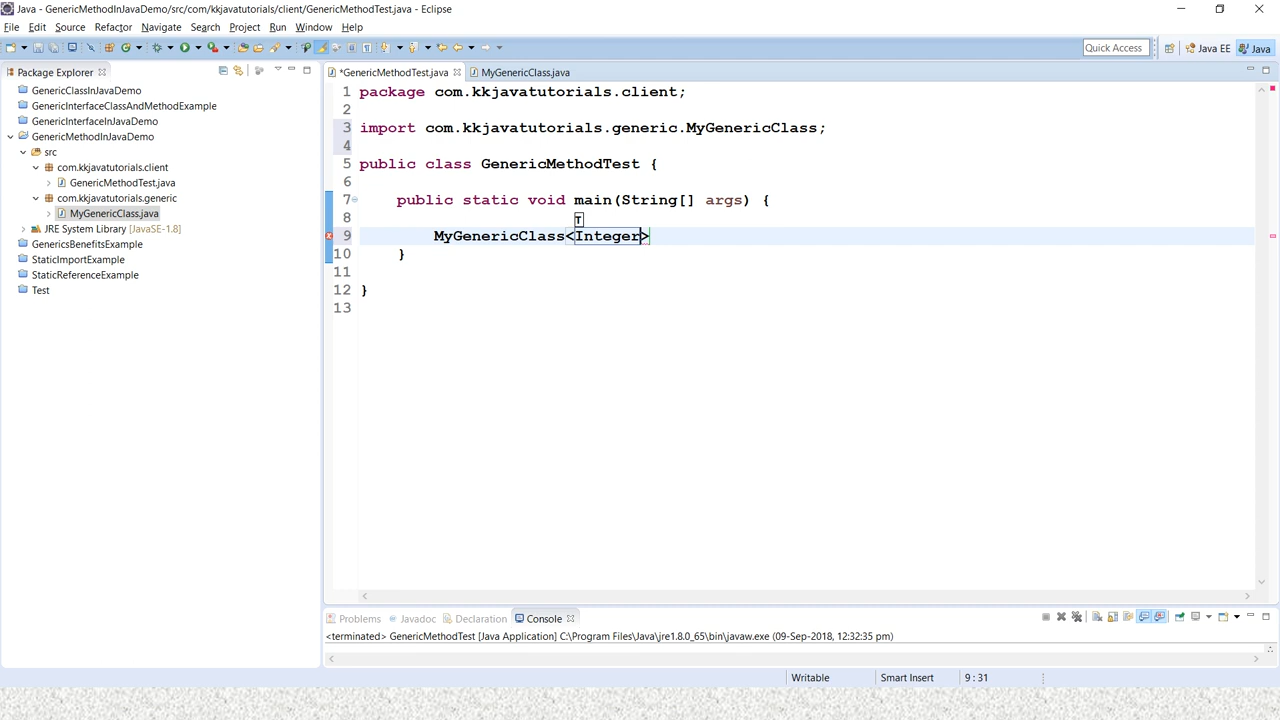 Java - GenericMethodInJavaDemo/src/com/kkjavatutorials/client/GenericMethodTest.java - Eclipse
File Edit Source Refactor Navigate Search Project Run Window Help
Quick Access Java EE Java
Package Explorer
GenericClassInJavaDemo
GenericInterfaceClassAndMethodExample
GenericInterfaceInJavaDemo
GenericMethodInJavaDemo
src
com.kkjavatutorials.client
GenericMethodTest.java
com.kkjavatutorials.generic
MyGenericClass.java
JRE System Library [JavaSE-1.8]
GenericsBenefitsExample
StaticImportExample
StaticReferenceExample
Test
*GenericMethodTest.java MyGenericClass.java
1 package com.kkjavatutorials.client;
2
3 import com.kkjavatutorials.generic.MyGenericClass;
4
5 public class GenericMethodTest {
6
7 public static void main(String[] args) {
8 T
9 MyGenericClass<Integer>
10 }
11
12 }
13
Problems Javadoc Declaration Console
<terminated> GenericMethodTest [Java Application] C:\Program Files\Java\jre1.8.0_65\bin\javaw.exe (09-Sep-2018, 12:32:35 pm)
Writable Smart Insert 9 : 31